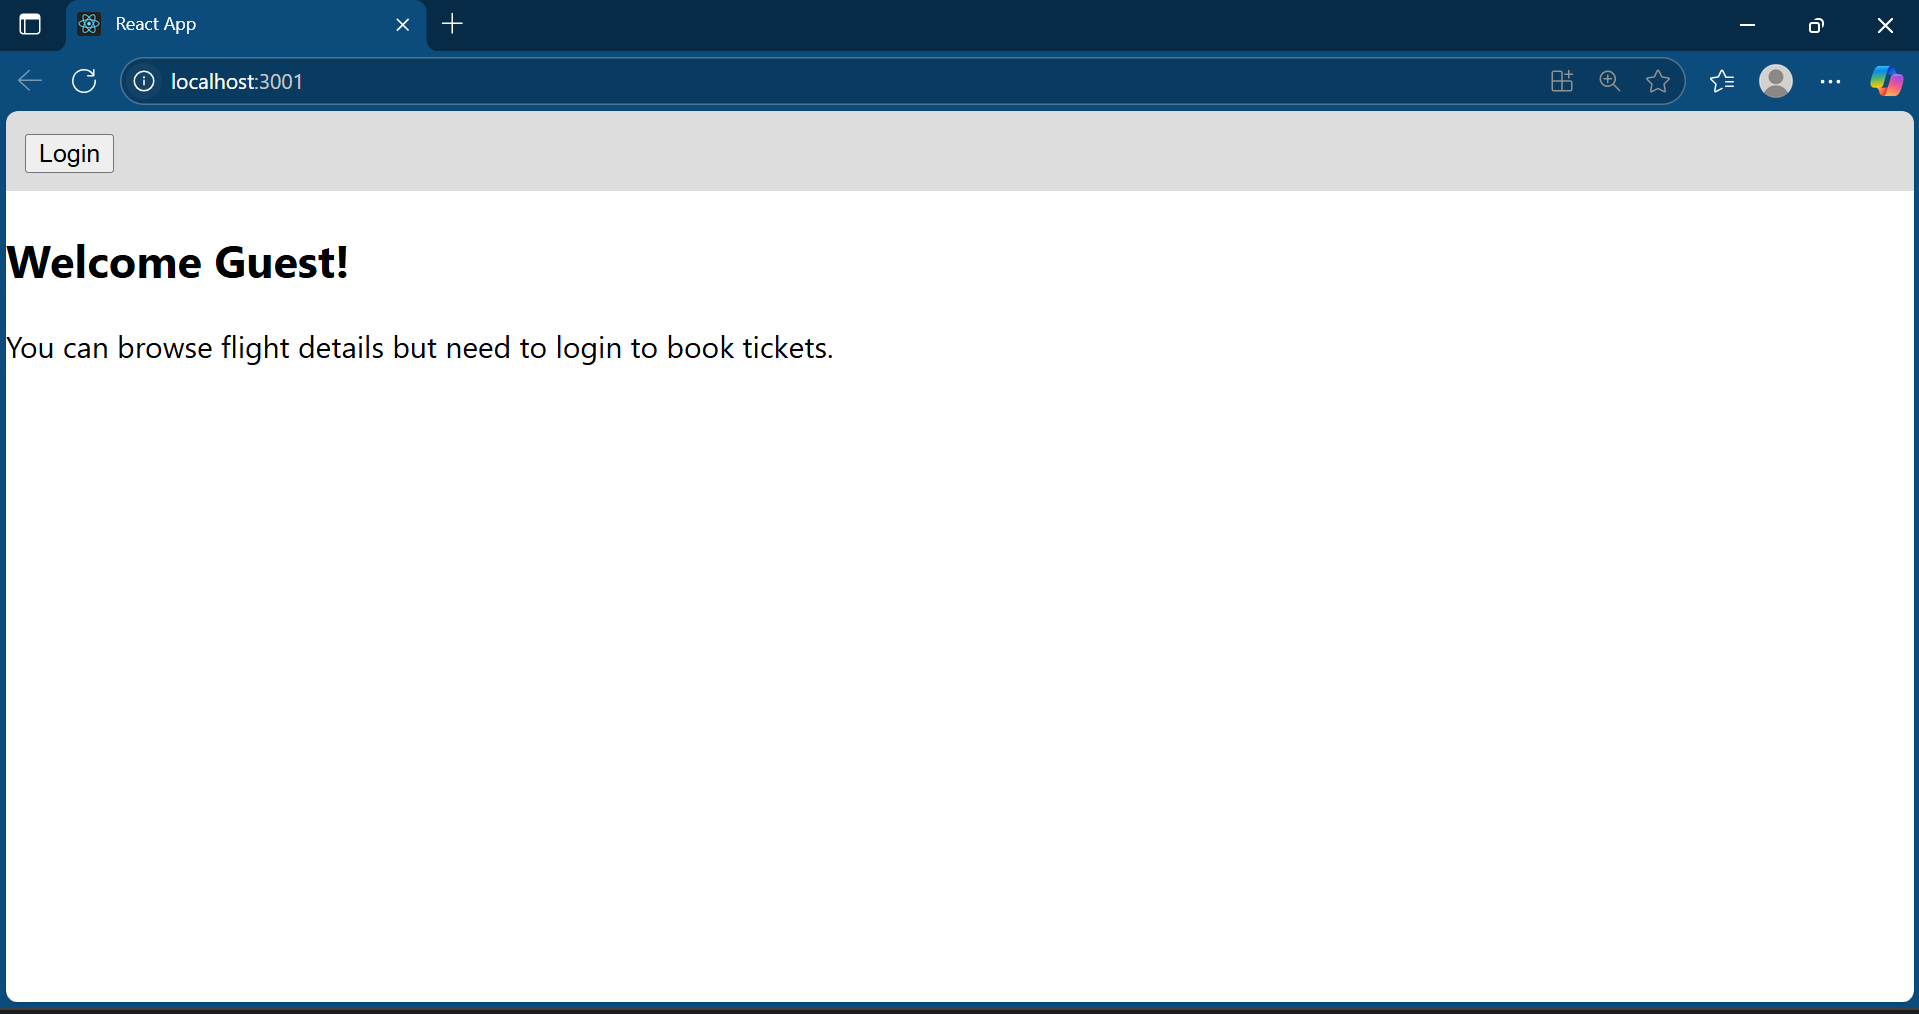 React App
localhost:3001
Login
Welcome Guest!
You can browse flight details but need to login to book tickets.